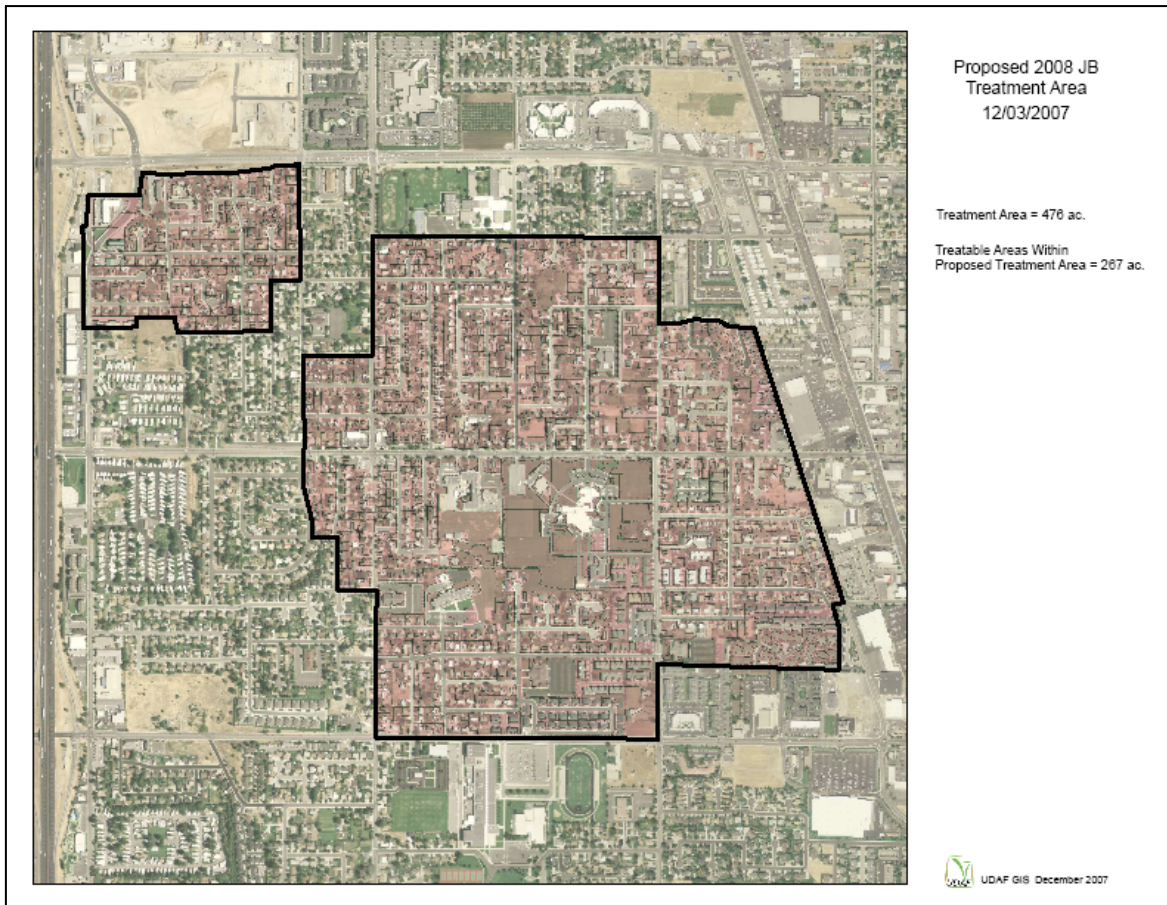 Proposed 2008 JB
Treatment Area
12/03/2007
Treatment Area = 476 ac.
Treatable Areas Within
Proposed Treatment Area = 267 ac.
UDAF
UDAF GIS December 2007